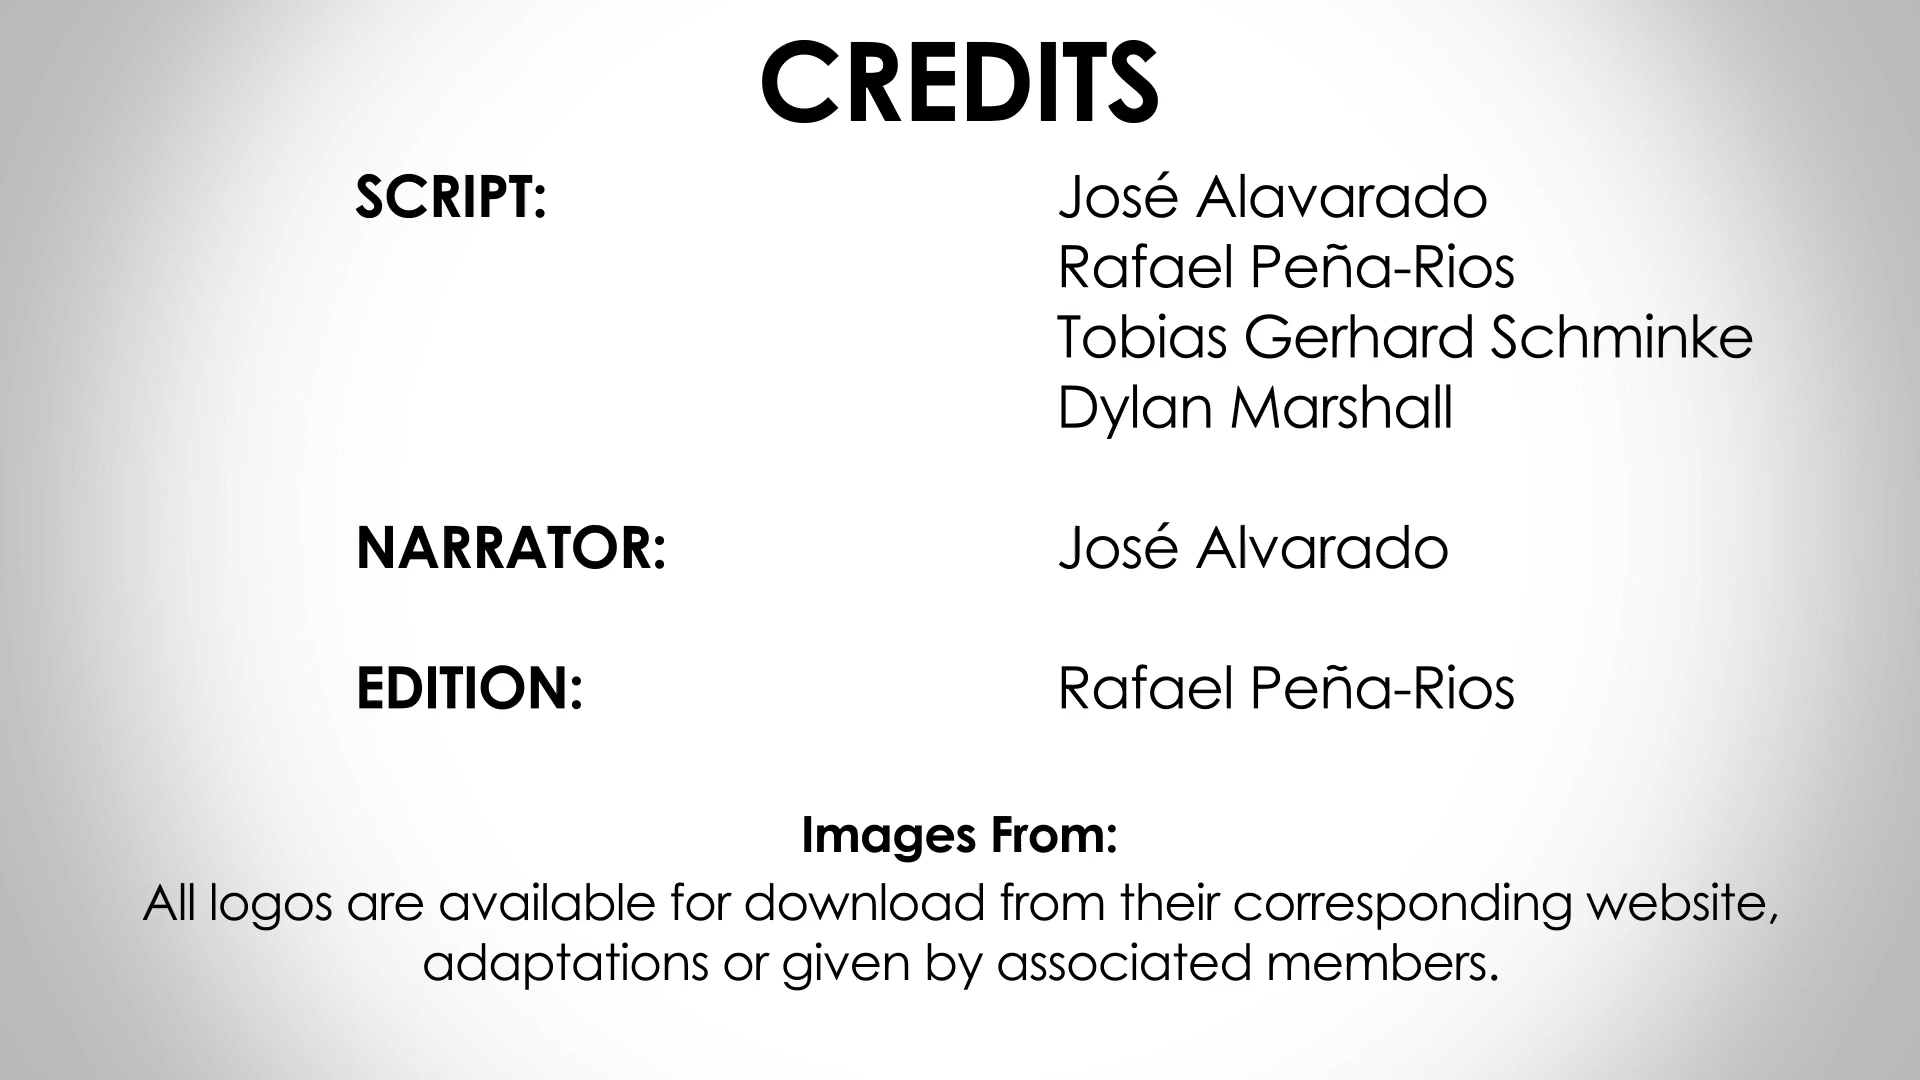 CREDITS
SCRIPT: José Alavarado
Rafael Peña-Rios
Tobias Gerhard Schminke
Dylan Marshall
NARRATOR: José Alvarado
EDITION: Rafael Peña-Rios
Images From:
All logos are available for download from their corresponding website,
adaptations or given by associated members.